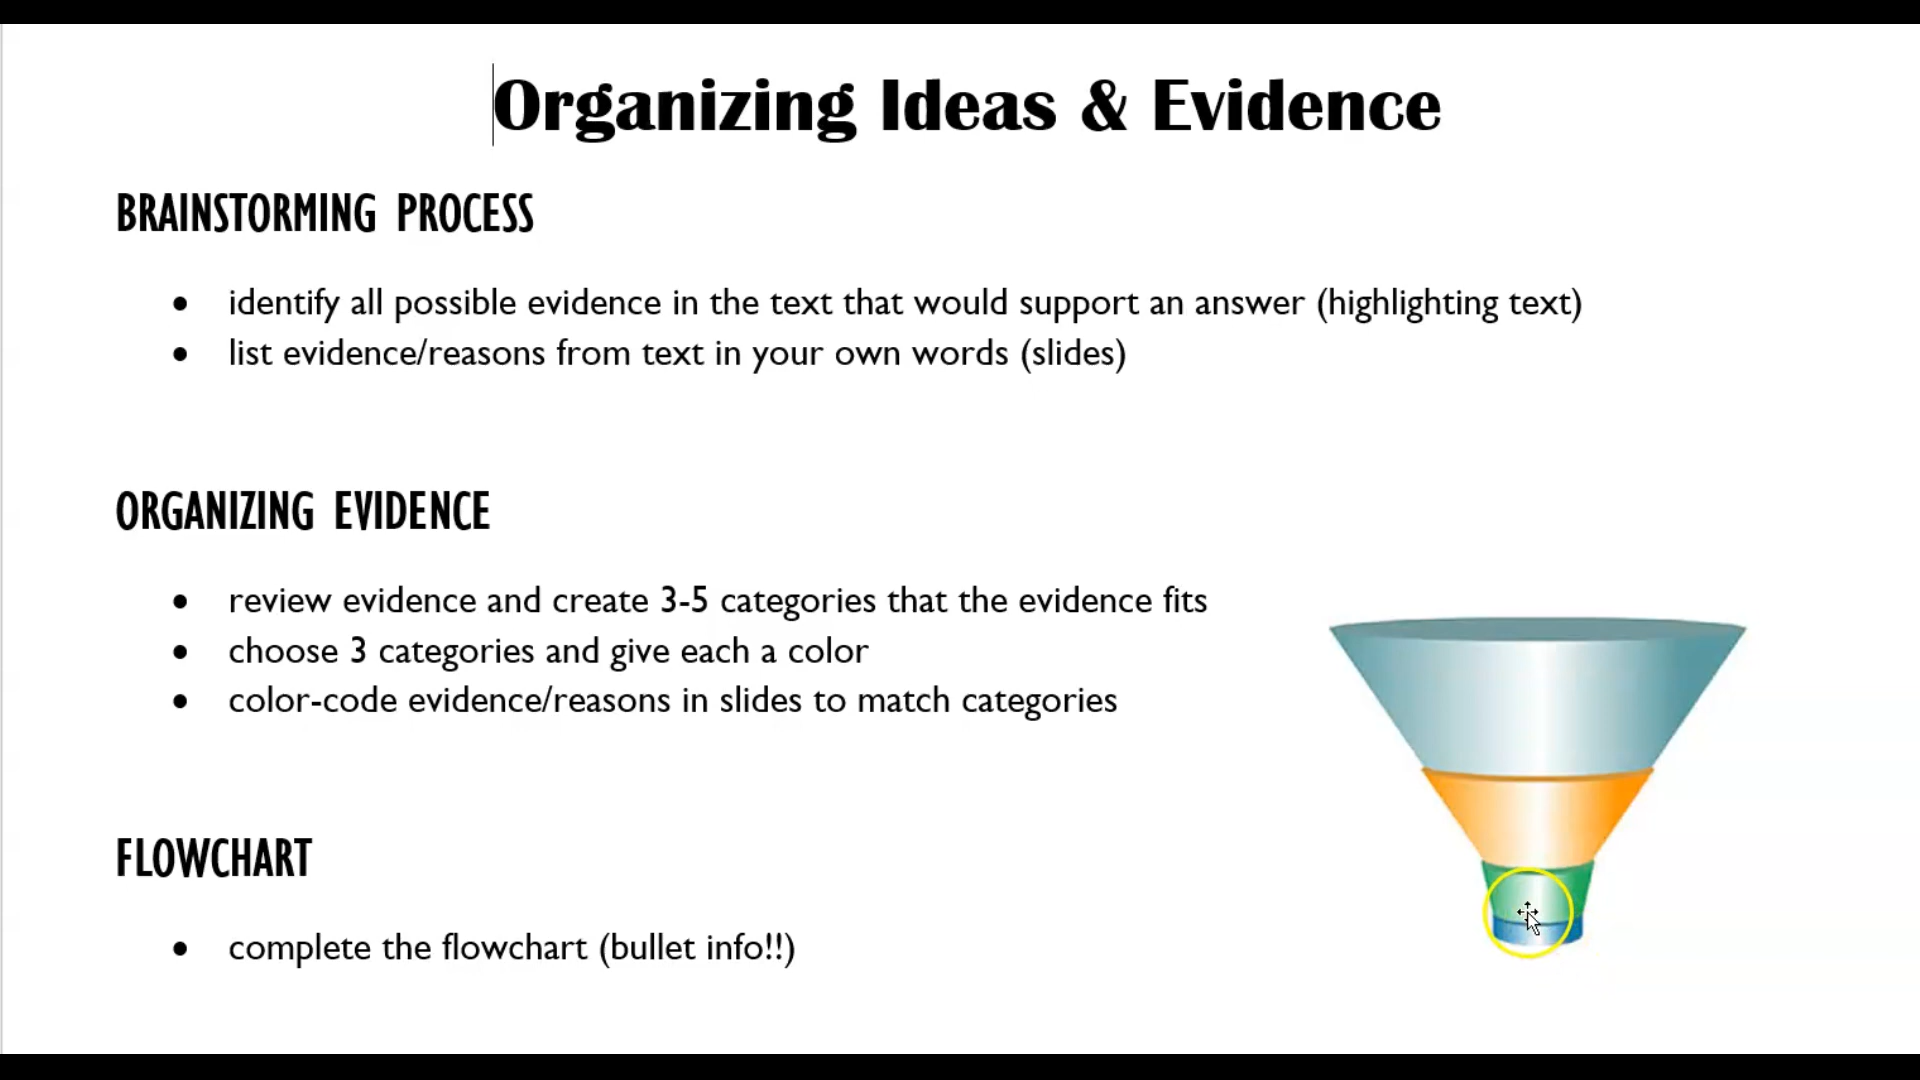 Organizing Ideas & Evidence
BRAINSTORMING PROCESS
• identify all possible evidence in the text that would support an answer (highlighting text)
• list evidence/reasons from text in your own words (slides)
ORGANIZING EVIDENCE
• review evidence and create 3-5 categories that the evidence fits
• choose 3 categories and give each a color
• color-code evidence/reasons in slides to match categories
FLOWCHART
• complete the flowchart (bullet info!!)